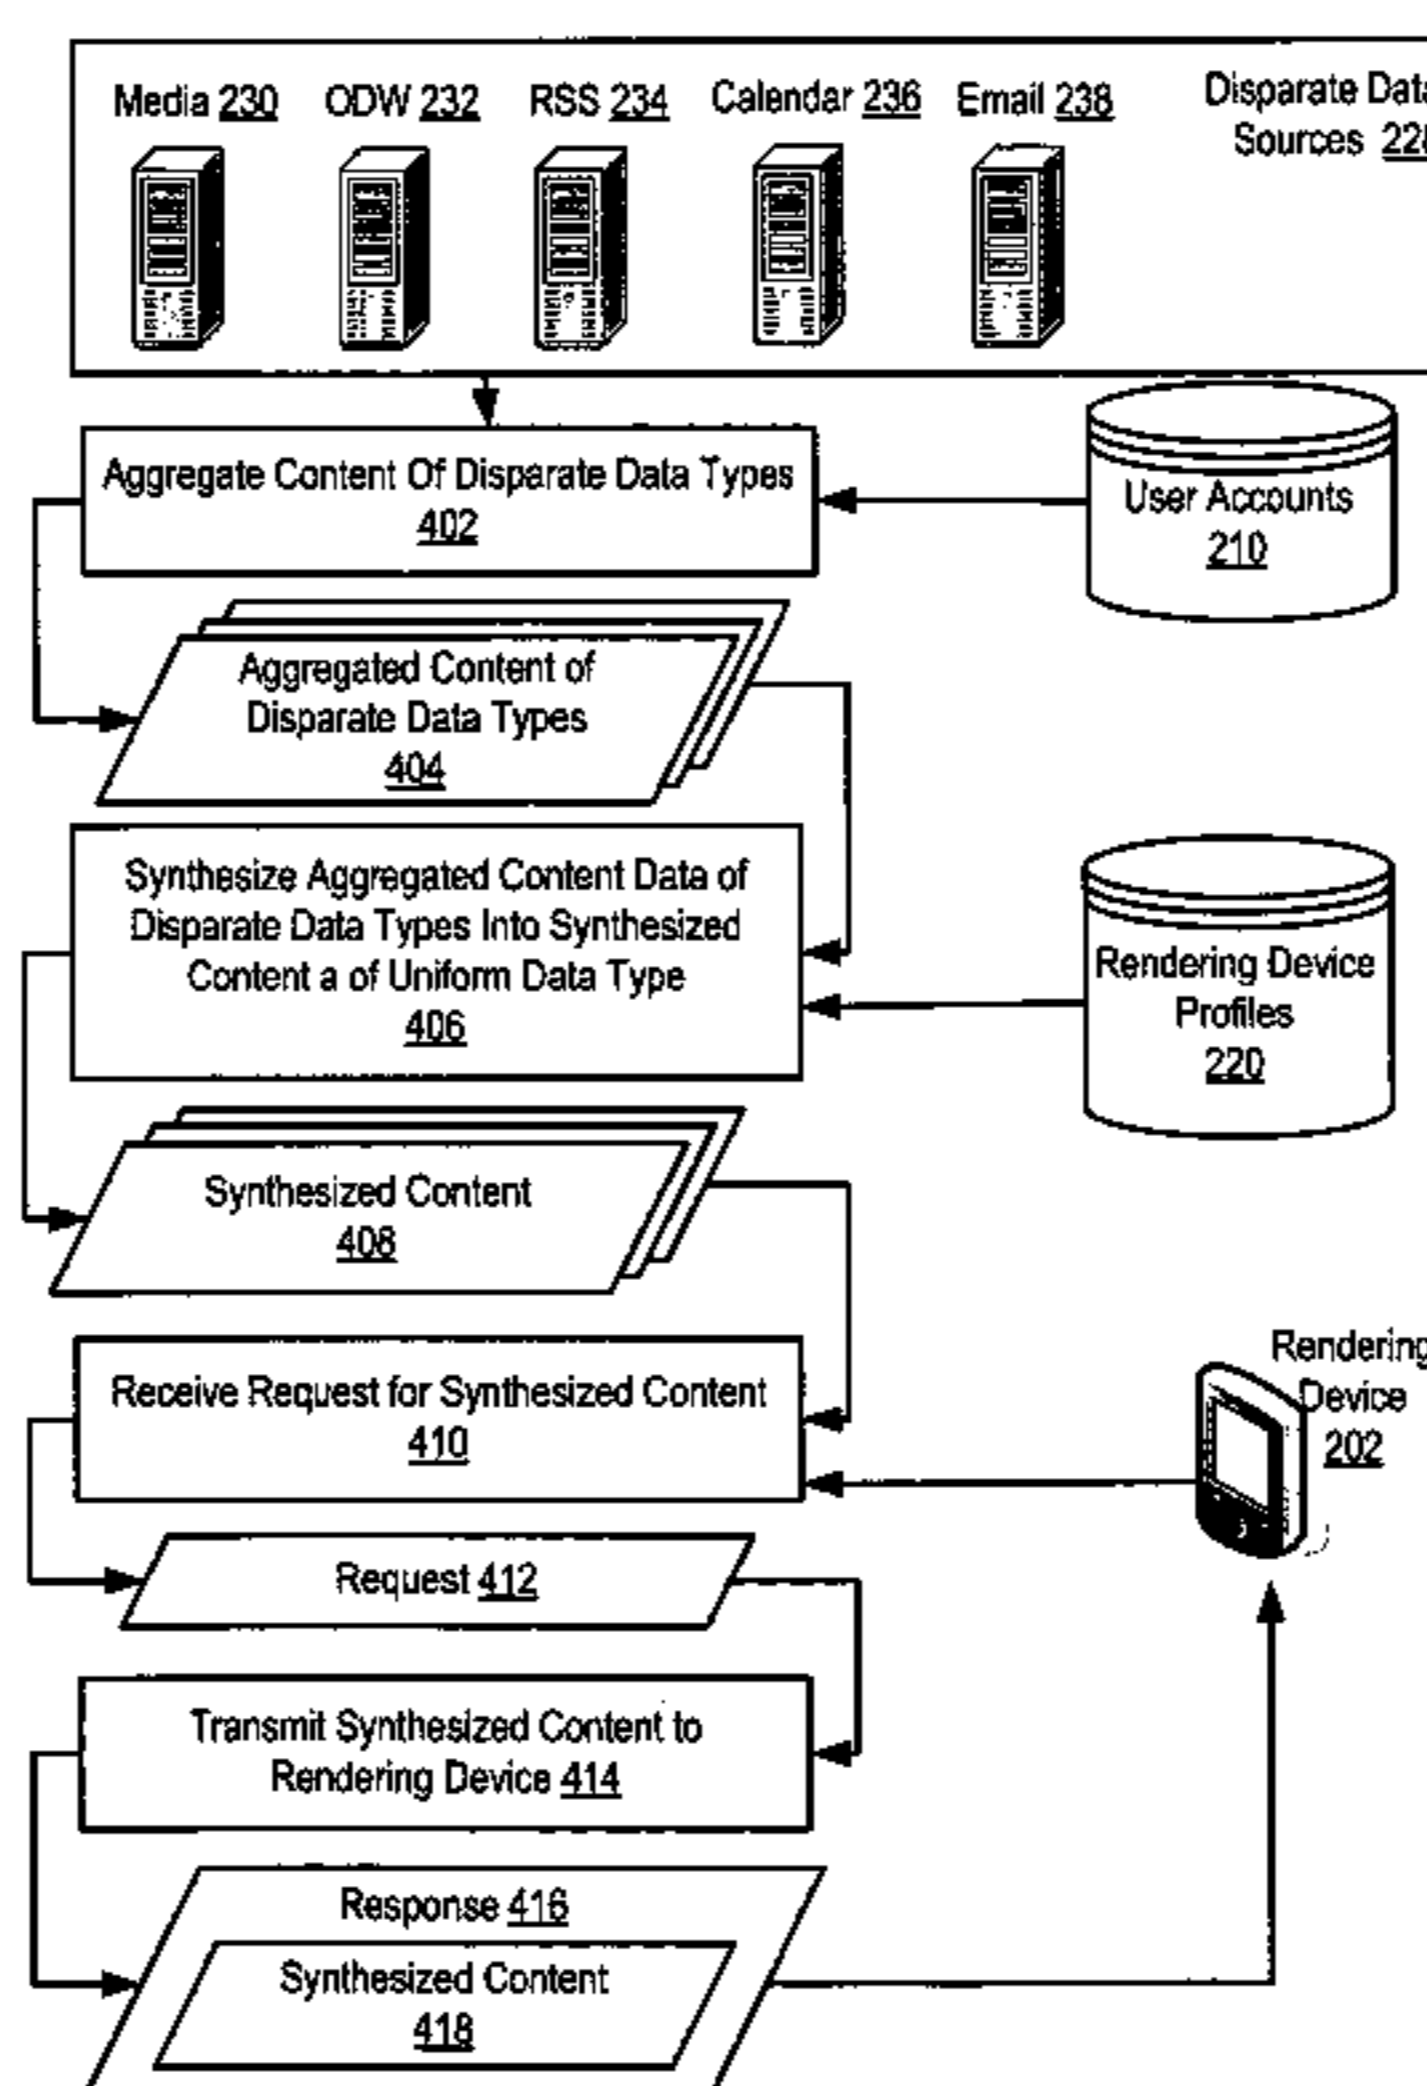 Media 230 ODW 232 RSS 234 Calendar 236 Email 238
Disparate Data
Sources 228
Aggregate Content Of Disparate Data Types
402
User Accounts
210
Aggregated Content of
Disparate Data Types
404
Synthesize Aggregated Content Data of
Disparate Data Types Into Synthesized
Content a of Uniform Data Type
406
Rendering Device
Profiles
220
Synthesized Content
408
Receive Request for Synthesized Content
410
Rendering
Device
202
Request 412
Transmit Synthesized Content to
Rendering Device 414
Response 416
Synthesized Content
418